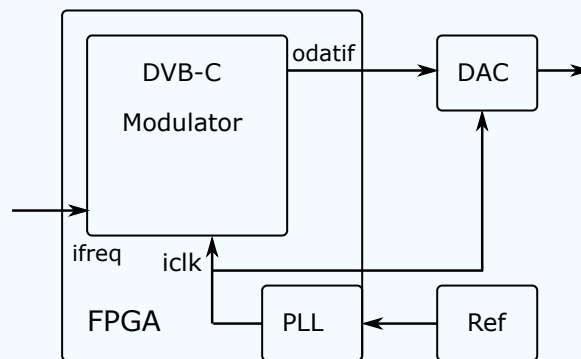 odatif
DVB-C
DAC
Modulator
ifreq
iclk
FPGA
PLL
Ref